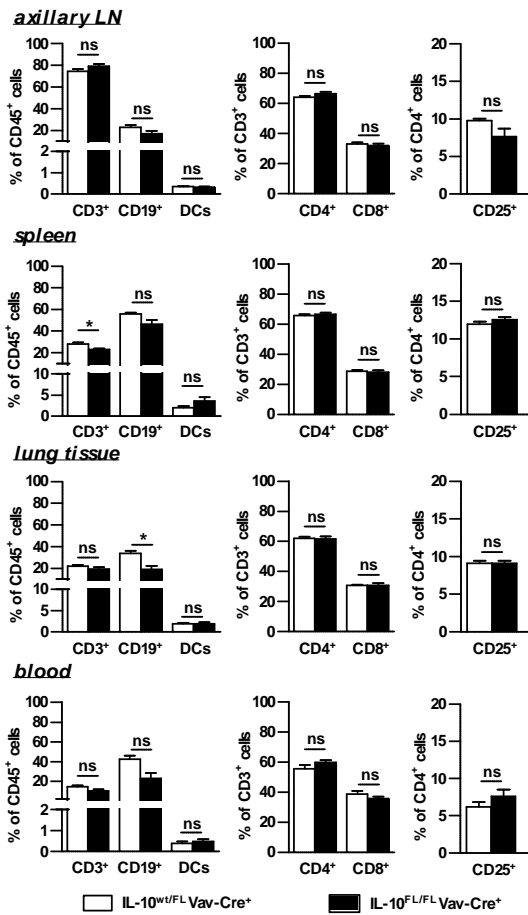 axillary LN
% of CD45+ cells
80
60
40
20
2
1
0
ns
ns
ns
CD3+ CD19+ DCs
% of CD3+ cells
100
80
60
40
20
0
ns
ns
CD4+ CD8+
% of CD4+ cells
20
15
10
5
0
ns
CD25+
spleen
% of CD45+ cells
100
80
60
40
20
10
5
0
*
ns
ns
CD3+ CD19+ DCs
% of CD3+ cells
100
80
60
40
20
0
ns
ns
CD4+ CD8+
% of CD4+ cells
20
15
10
5
0
ns
CD25+
lung tissue
% of CD45+ cells
100
80
60
40
20
10
5
0
ns
*
ns
CD3+ CD19+ DCs
% of CD3+ cells
100
80
60
40
20
0
ns
ns
CD4+ CD8+
% of CD4+ cells
20
15
10
5
0
ns
CD25+
blood
% of CD45+ cells
100
80
60
40
20
2
1
0
ns
ns
ns
CD3+ CD19+ DCs
% of CD3+ cells
100
80
60
40
20
0
ns
ns
CD4+ CD8+
% of CD4+ cells
20
15
10
5
0
ns
CD25+
IL-10wt/FL Vav-Cre+ IL-10FL/FL Vav-Cre+